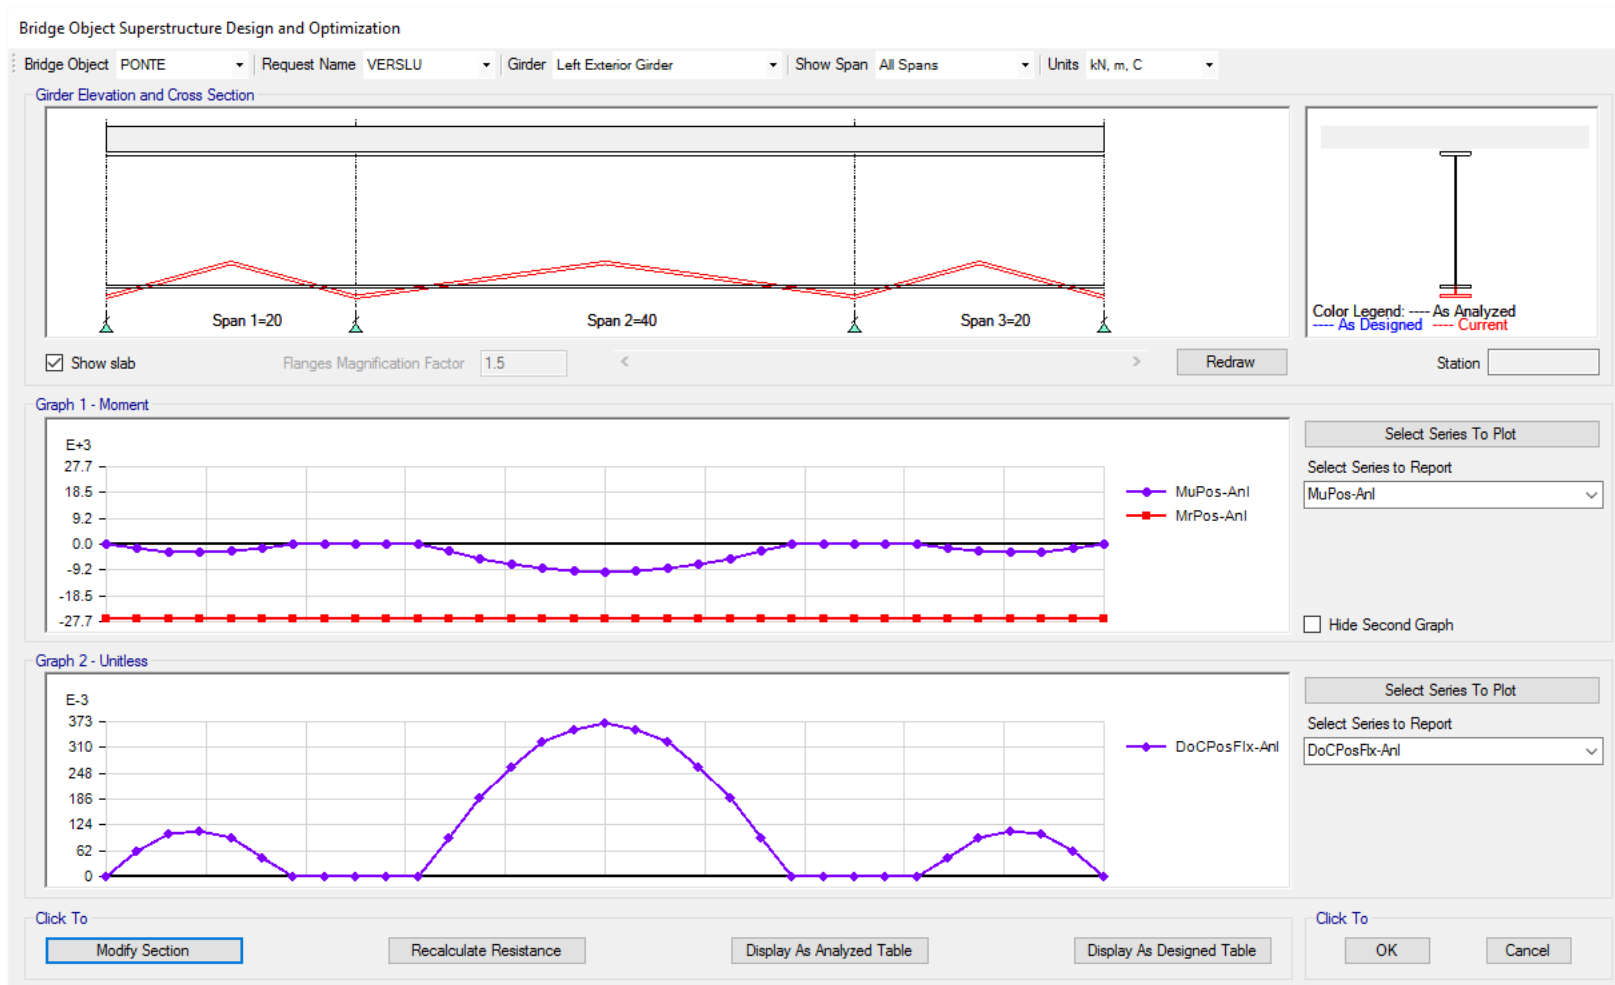 Bridge Object Superstructure Design and Optimization
Bridge Object PONTE Request Name VERSLU Girder Left Exterior Girder Show Span All Spans Units kN, m, C
Girder Elevation and Cross Section
Span 1=20 Span 2=40 Span 3=20
Color Legend: ---- As Analyzed
---- As Designed ---- Current
Show slab Flanges Magnification Factor 1.5 < > Redraw Station
Graph 1 - Moment
E+3
27.7
18.5
9.2
0.0
-9.2
-18.5
-27.7
MuPos-Anl
MrPos-Anl
Select Series To Plot
Select Series to Report
MuPos-Anl
Hide Second Graph
Graph 2 - Unitless
E-3
373
310
248
186
124
62
0
DoCPosFlx-Anl
Select Series To Plot
Select Series to Report
DoCPosFlx-Anl
Click To
Modify Section Recalculate Resistance Display As Analyzed Table Display As Designed Table
Click To
OK Cancel